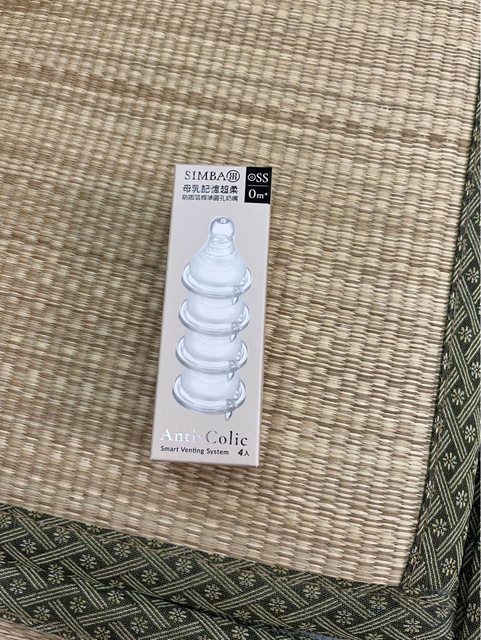 SIMBA
SS
母乳記憶超柔
0m+
防脹氣標準圓孔奶嘴
Anti-Colic
Smart Venting System 4入